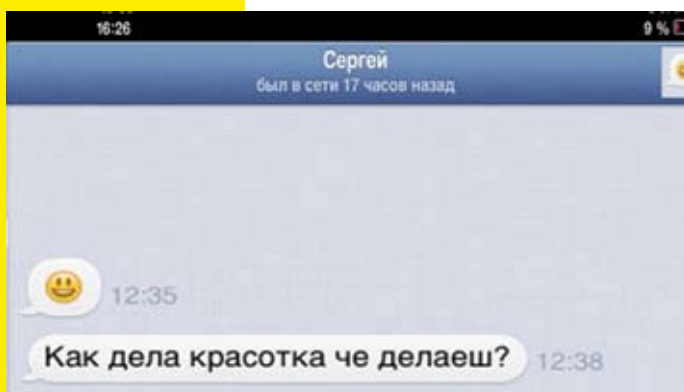 16:26 9 %
Сергей
был в сети 17 часов назад
12:35
Как дела красотка че делаеш? 12:38